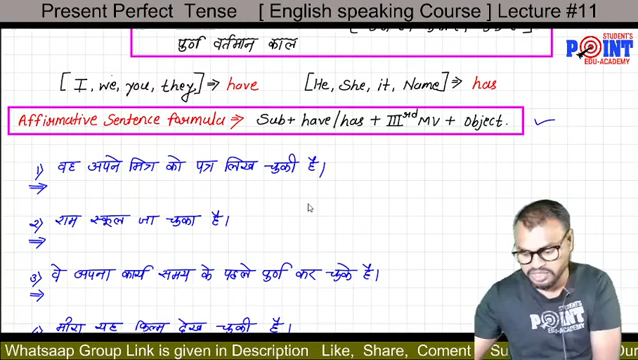 Present Perfect Tense [ English speaking Course ] Lecture #11
पुर्ण वर्तमान काल
STUDENT'S
POINT
EDU-ACADEMY
[I, we, you, they] ⇒ have [He, She, it, Name] ⇒ has
Affirmative Sentence formula ⇒ Sub + have/has + IIIrd MV + Object.
1) वह अपने मित्र को पत्र लिख चुकी है।
⇒
2) राम स्कूल जा चुका है।
⇒
3) वे अपना कार्य समय के पहले पुर्ण कर चुके है।
⇒
मीरा यह फिल्म देख चुकी है।
POINT
Whatsaap Group Link is given in Description Like, Share, Coment